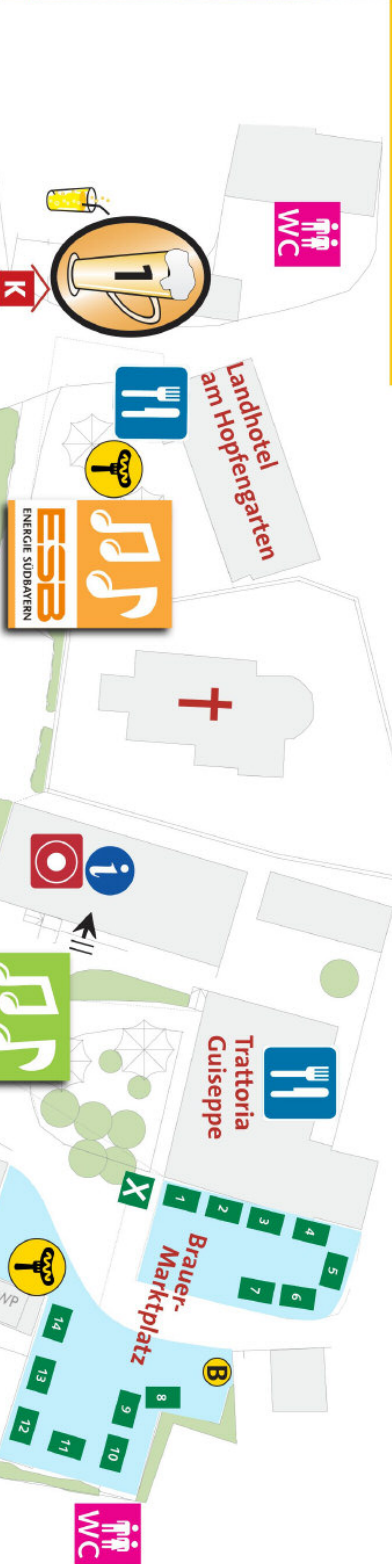 WC
1
K
Landhotel
am Hopfengarten
ESB
ENERGIE SÜDBAYERN
i
Trattoria
Guiseppe
X
1
2
3
4
5
6
7
Brauer-
Marktplatz
B
8
9
10
11
12
13
14
WC